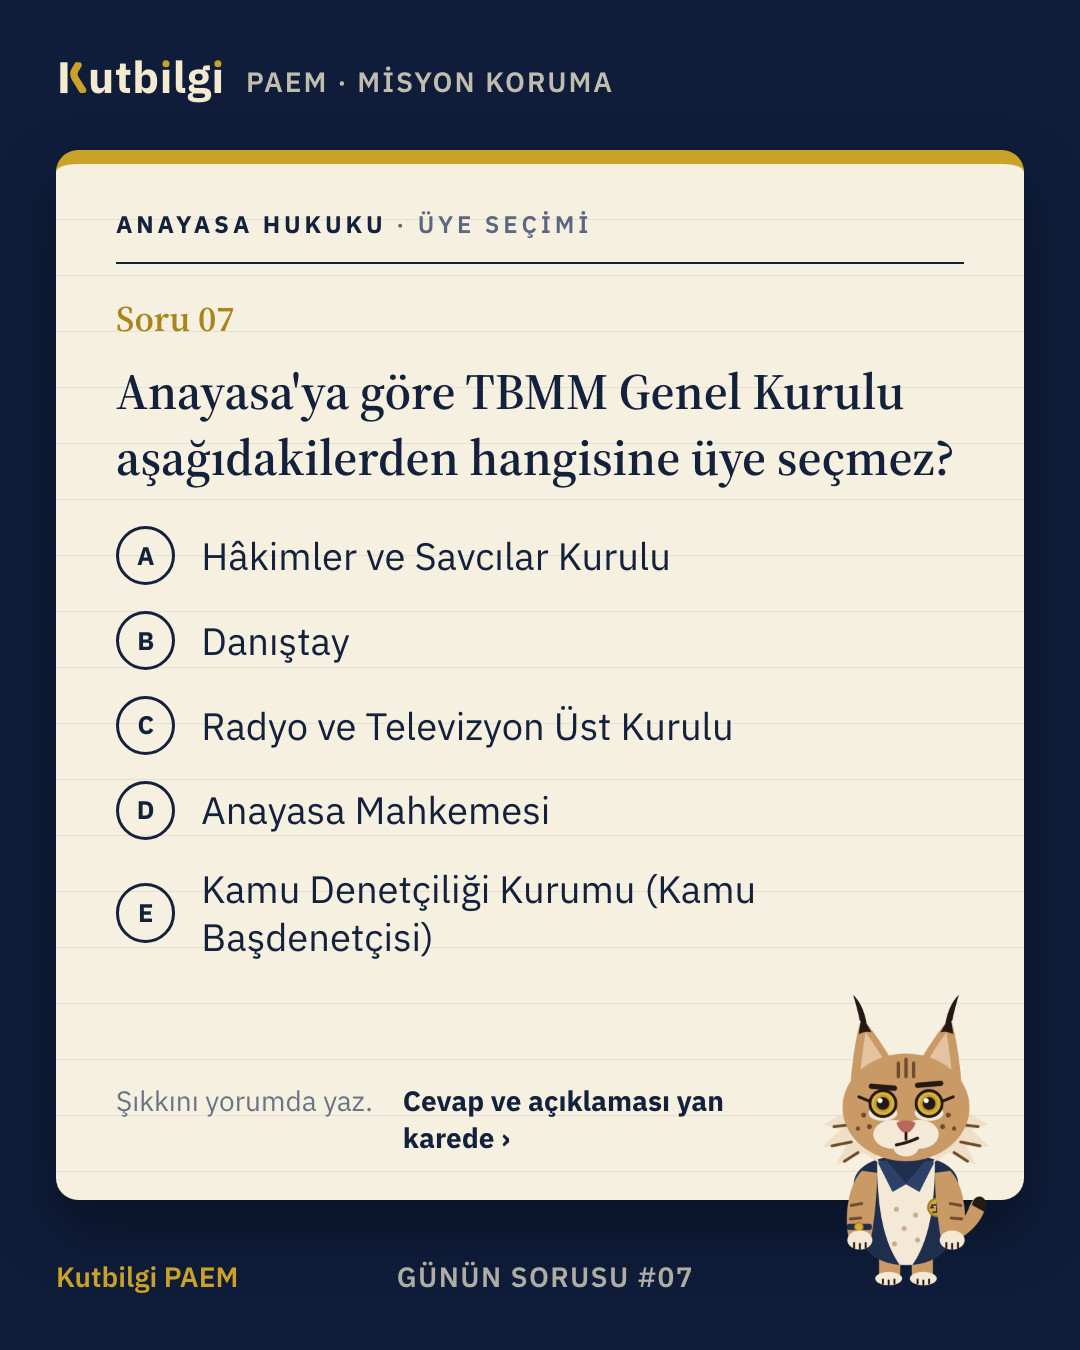 Kutbilgi PAEM · MİSYON KORUMA
ANAYASA HUKUKU · ÜYE SEÇİMİ
Soru 07
Anayasa'ya göre TBMM Genel Kurulu
aşağıdakilerden hangisine üye seçmez?
A Hâkimler ve Savcılar Kurulu
B Danıştay
C Radyo ve Televizyon Üst Kurulu
D Anayasa Mahkemesi
E Kamu Denetçiliği Kurumu (Kamu
Başdenetçisi)
Şıkkını yorumda yaz. Cevap ve açıklaması yan
karede ›
Kutbilgi PAEM GÜNÜN SORUSU #07